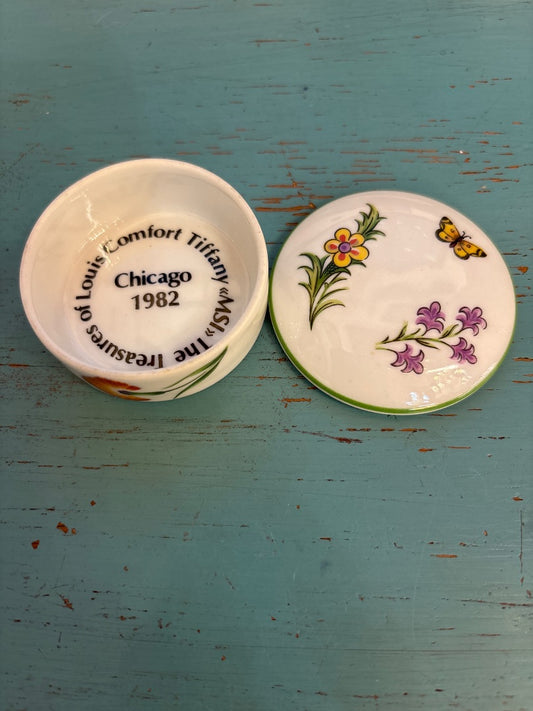 The Treasures of Louis Comfort Tiffany «MSI»
Chicago
1982